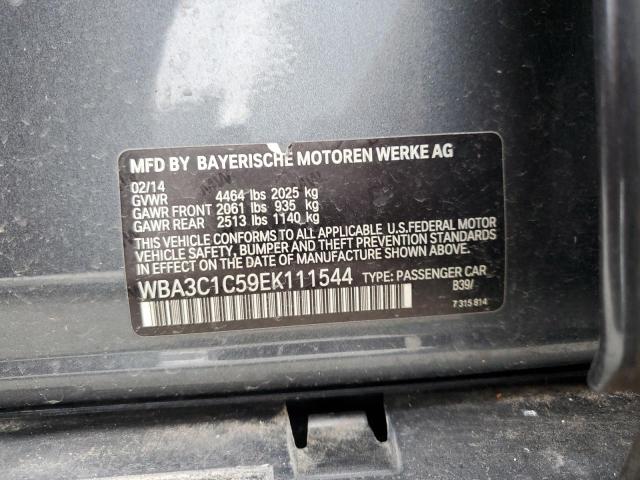 MFD BY BAYERISCHE MOTOREN WERKE AG
02/14
GVWR 4464 lbs 2025 kg
GAWR FRONT 2061 lbs 935 kg
GAWR REAR 2513 lbs 1140 kg
THIS VEHICLE CONFORMS TO ALL APPLICABLE U.S.FEDERAL MOTOR
VEHICLE SAFETY, BUMPER AND THEFT PREVENTION STANDARDS
IN EFFECT ON THE DATE OF MANUFACTURE SHOWN ABOVE.
WBA3C1C59EK111544 TYPE: PASSENGER CAR
B39/
7 315 814